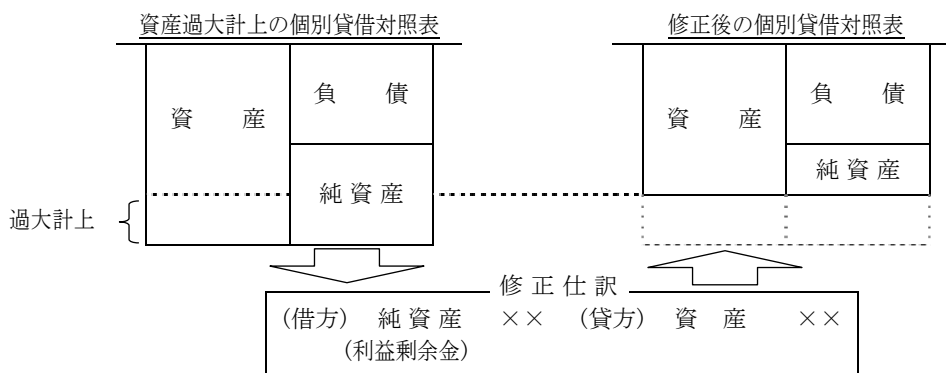 資産過大計上の個別貸借対照表
修正後の個別貸借対照表
資　産
負　債
純資産
過大計上
資　産
負　債
純資産
修正仕訳
(借方)　純資産　××　(貸方)　資　産　××
(利益剰余金)